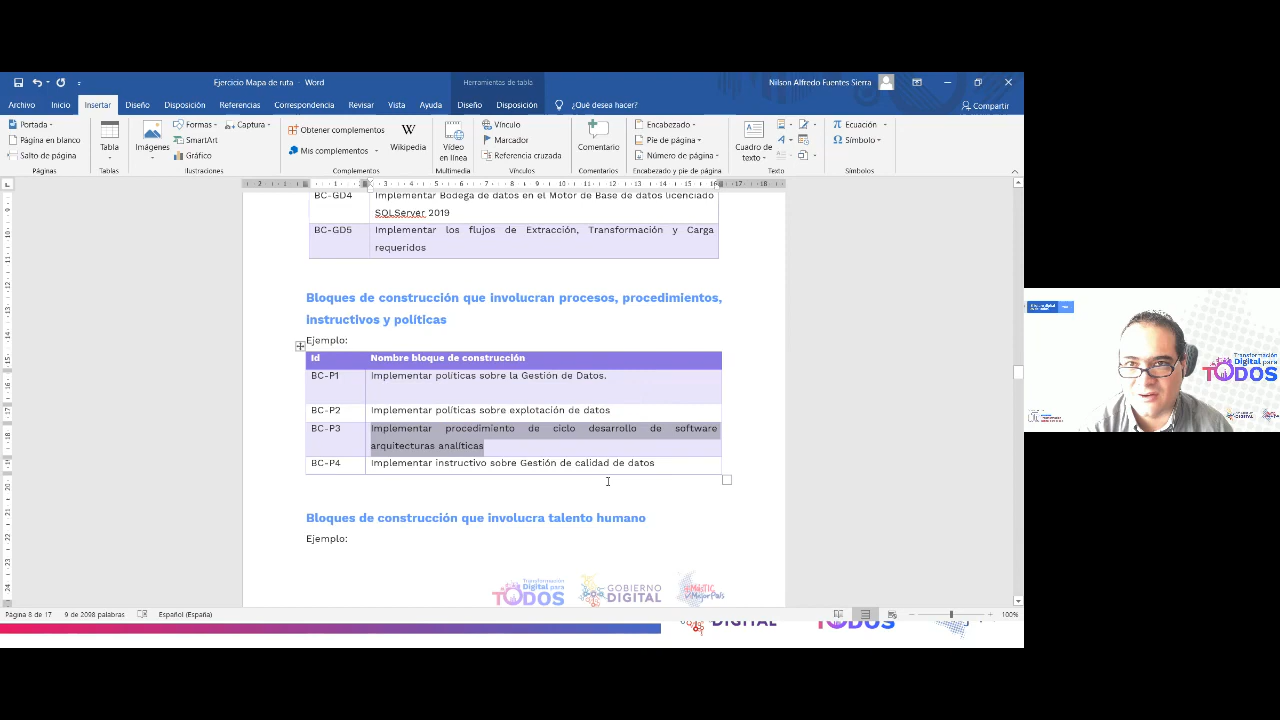 Ejercicio Mapa de ruta - Word
Herramientas de tabla
Nilson Alfredo Fuentes Sierra
Archivo Inicio Insertar Diseño Disposición Referencias Correspondencia Revisar Vista Ayuda Diseño Disposición ¿Qué desea hacer? Compartir
Portada
Página en blanco
Salto de página
Páginas
Tabla
Tablas
Imágenes
Formas
SmartArt
Gráfico
Captura
Ilustraciones
Obtener complementos
Mis complementos
Wikipedia
Complementos
Vídeo en línea
Multimedia
Vínculo
Marcador
Referencia cruzada
Vínculos
Comentario
Comentarios
Encabezado
Pie de página
Número de página
Encabezado y pie de página
Cuadro de texto
Texto
Ecuación
Símbolo
Símbolos
BC-GD4 Implementar Bodega de datos en el Motor de Base de datos licenciado
SQLServer 2019
BC-GD5 Implementar los flujos de Extracción, Transformación y Carga
requeridos
Bloques de construcción que involucran procesos, procedimientos,
instructivos y políticas
Ejemplo:
Id Nombre bloque de construcción
BC-P1 Implementar políticas sobre la Gestión de Datos.
BC-P2 Implementar políticas sobre explotación de datos
BC-P3 Implementar procedimiento de ciclo desarrollo de software
arquitecturas analíticas
BC-P4 Implementar instructivo sobre Gestión de calidad de datos
Bloques de construcción que involucra talento humano
Ejemplo:
Transformación
Digital para
TODOS
GOBIERNO
DIGITAL
Página 8 de 17 9 de 2098 palabras Español (España) 100%
DIGITAL TODOS
Transformación
Digital para
TODOS